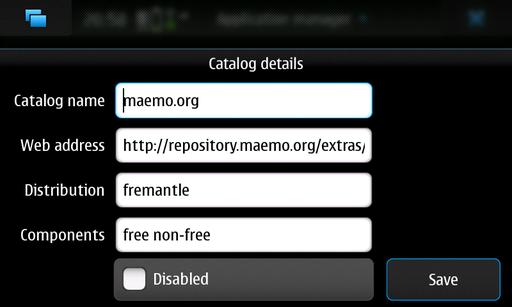 Application manager
Catalog details
Catalog name maemo.org
Web address http://repository.maemo.org/extras/
Distribution fremantle
Components free non-free
Disabled
Save